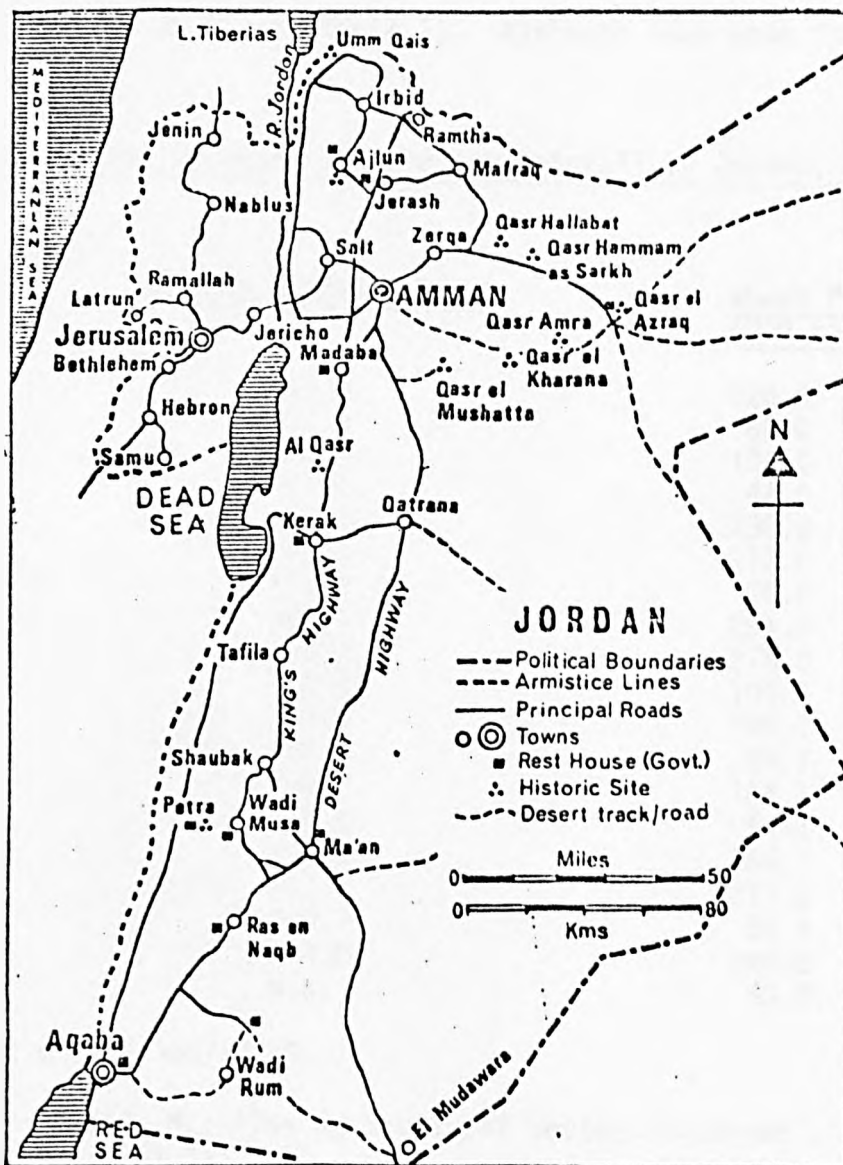 L. Tiberias
Umm Qais
MEDITERRANIAN SEA
R. Jordan
Irbid
Ramtha
Jenin
Ajlun
Mafraq
Jerash
Nablus
Qasr Hallabat
Zerqa
Salt
Qasr Hammam
as Sarkh
Ramallah
Latrun
AMMAN
Qasr el
Azraq
Qasr Amra
Jerusalem
Jericho
Bethlehem
Madaba
Qasr el
Kharana
Qasr el
Mushatta
Hebron
Samu
Al Qasr
N
DEAD
SEA
Kerak
Qatrana
KING'S HIGHWAY
DESERT HIGHWAY
Tafila
JORDAN
Political Boundaries
Armistice Lines
Principal Roads
Towns
Rest House (Govt.)
Historic Site
Desert track/road
Shaubak
Petra
Wadi
Musa
Ma'an
Miles
0 50
0 80
Kms
Ras en
Naqb
Aqaba
Wadi
Rum
El Mudawara
RED
SEA